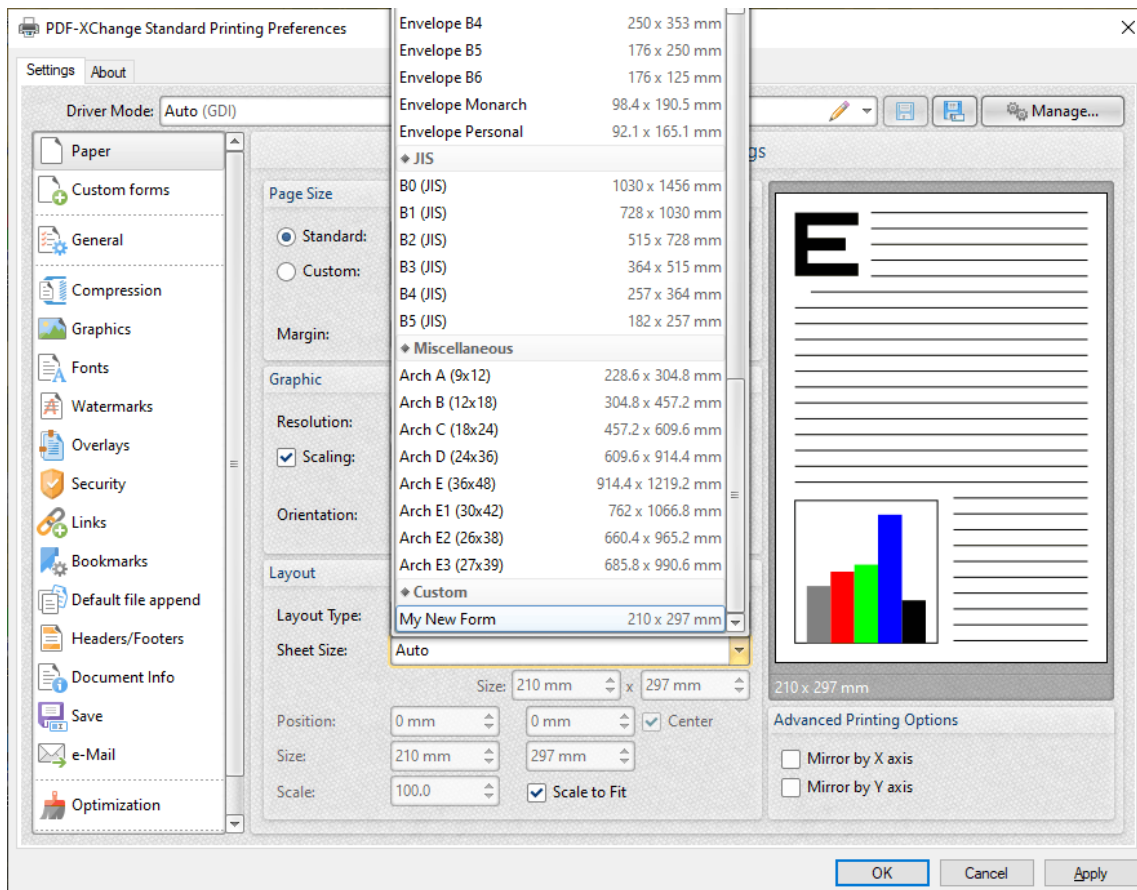 PDF-XChange Standard Printing Preferences
Settings
About
Driver Mode:
Auto (GDI)
Manage...
Paper
Custom forms
General
Compression
Graphics
Fonts
Watermarks
Overlays
Security
Links
Bookmarks
Default file append
Headers/Footers
Document Info
Save
e-Mail
Optimization
gs
Page Size
Standard:
Custom:
Margin:
Graphic
Resolution:
Scaling:
Orientation:
Layout
Layout Type:
Sheet Size:
Auto
Envelope B4 250 x 353 mm
Envelope B5 176 x 250 mm
Envelope B6 176 x 125 mm
Envelope Monarch 98.4 x 190.5 mm
Envelope Personal 92.1 x 165.1 mm
JIS
B0 (JIS) 1030 x 1456 mm
B1 (JIS) 728 x 1030 mm
B2 (JIS) 515 x 728 mm
B3 (JIS) 364 x 515 mm
B4 (JIS) 257 x 364 mm
B5 (JIS) 182 x 257 mm
Miscellaneous
Arch A (9x12) 228.6 x 304.8 mm
Arch B (12x18) 304.8 x 457.2 mm
Arch C (18x24) 457.2 x 609.6 mm
Arch D (24x36) 609.6 x 914.4 mm
Arch E (36x48) 914.4 x 1219.2 mm
Arch E1 (30x42) 762 x 1066.8 mm
Arch E2 (26x38) 660.4 x 965.2 mm
Arch E3 (27x39) 685.8 x 990.6 mm
Custom
My New Form 210 x 297 mm
Size: 210 mm x 297 mm
Position: 0 mm 0 mm Center
Size: 210 mm 297 mm
Scale: 100.0 Scale to Fit
E
210 x 297 mm
Advanced Printing Options
Mirror by X axis
Mirror by Y axis
OK
Cancel
Apply